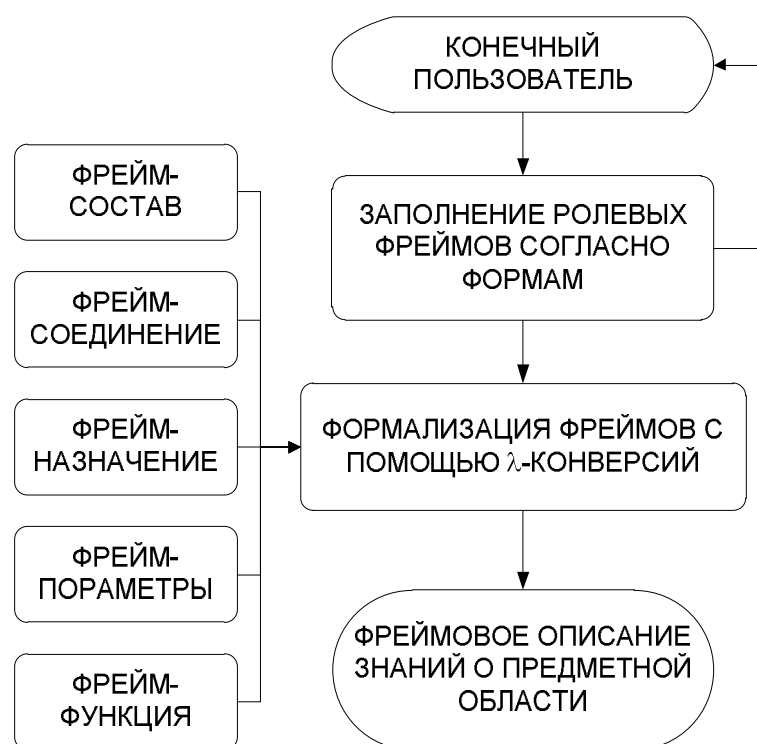 КОНЕЧНЫЙ
ПОЛЬЗОВАТЕЛЬ
ЗАПОЛНЕНИЕ РОЛЕВЫХ
ФРЕЙМОВ СОГЛАСНО
ФОРМАМ
ФРЕЙМ-
СОСТАВ
ФРЕЙМ-
СОЕДИНЕНИЕ
ФРЕЙМ-
НАЗНАЧЕНИЕ
ФРЕЙМ-
ПОРАМЕТРЫ
ФРЕЙМ-
ФУНКЦИЯ
ФОРМАЛИЗАЦИЯ ФРЕЙМОВ С
ПОМОЩЬЮ λ-КОНВЕРСИЙ
ФРЕЙМОВОЕ ОПИСАНИЕ
ЗНАНИЙ О ПРЕДМЕТНОЙ
ОБЛАСТИ